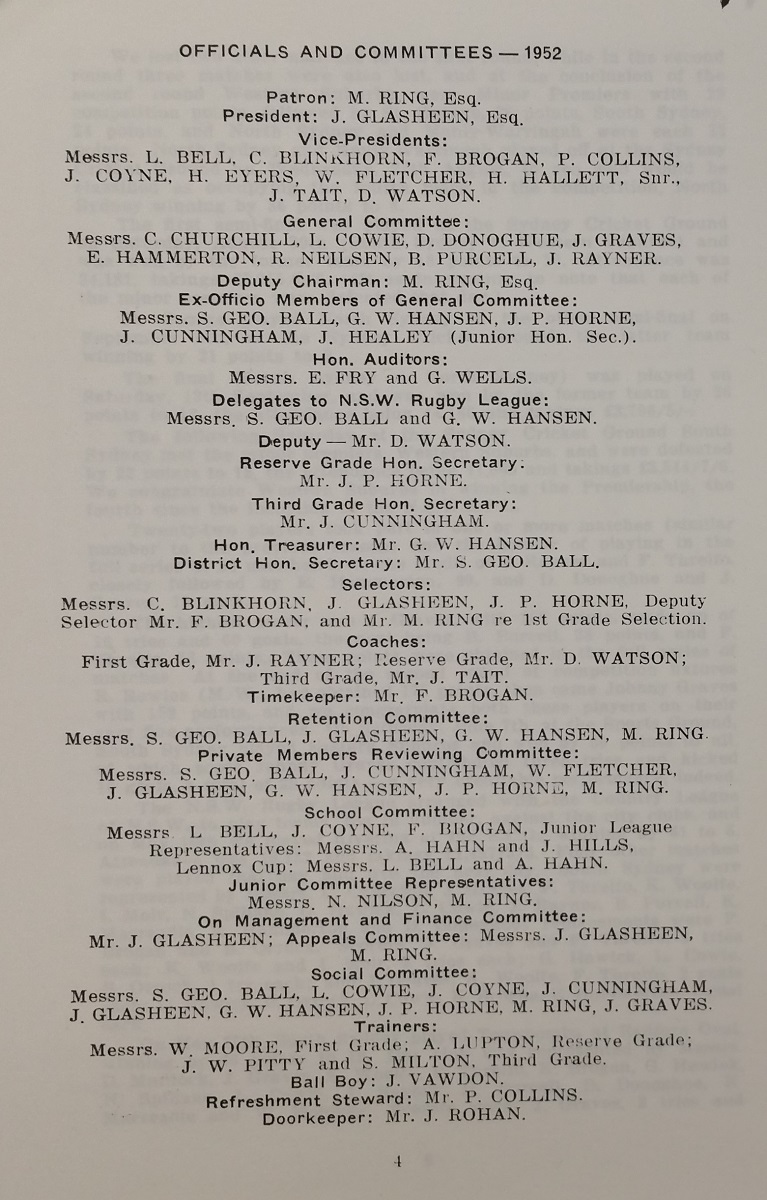 OFFICIALS AND COMMITTEES — 1952
Patron: M. RING, Esq.
President: J. GLASHEEN, Esq.
Vice-Presidents:
Messrs. L. BELL, C. BLINKHORN, F. BROGAN, P. COLLINS,
J. COYNE, H. EYERS, W. FLETCHER, H. HALLETT, Snr.,
J. TAIT, D. WATSON.
General Committee:
Messrs. C. CHURCHILL, L. COWIE, D. DONOGHUE, J. GRAVES,
E. HAMMERTON, R. NEILSEN, B. PURCELL, J. RAYNER.
Deputy Chairman: M. RING, Esq.
Ex-Officio Members of General Committee:
Messrs. S. GEO. BALL, G. W. HANSEN, J. P. HORNE,
J. CUNNINGHAM, J. HEALEY (Junior Hon. Sec.).
Hon. Auditors:
Messrs. E. FRY and G. WELLS.
Delegates to N.S.W. Rugby League:
Messrs. S. GEO. BALL and G. W. HANSEN.
Deputy — Mr. D. WATSON.
Reserve Grade Hon. Secretary:
Mr. J. P. HORNE.
Third Grade Hon. Secretary:
Mr. J. CUNNINGHAM.
Hon. Treasurer: Mr. G. W. HANSEN.
District Hon. Secretary: Mr. S. GEO. BALL.
Selectors:
Messrs. C. BLINKHORN, J. GLASHEEN, J. P. HORNE, Deputy
Selector Mr. F. BROGAN, and Mr. M. RING re 1st Grade Selection.
Coaches:
First Grade, Mr. J. RAYNER; Reserve Grade, Mr. D. WATSON;
Third Grade, Mr. J. TAIT.
Timekeeper: Mr. F. BROGAN.
Retention Committee:
Messrs. S. GEO. BALL, J. GLASHEEN, G. W. HANSEN, M. RING.
Private Members Reviewing Committee:
Messrs. S. GEO. BALL, J. CUNNINGHAM, W. FLETCHER,
J. GLASHEEN, G. W. HANSEN, J. P. HORNE, M. RING.
School Committee:
Messrs L BELL, J. COYNE, F. BROGAN, Junior League
Representatives: Messrs. A. HAHN and J. HILLS,
Lennox Cup: Messrs. L. BELL and A. HAHN.
Junior Committee Representatives:
Messrs. N. NILSON, M. RING.
On Management and Finance Committee:
Mr. J. GLASHEEN; Appeals Committee: Messrs. J. GLASHEEN,
M. RING.
Social Committee:
Messrs. S. GEO. BALL, L. COWIE, J. COYNE, J. CUNNINGHAM,
J. GLASHEEN, G. W. HANSEN, J. P. HORNE, M. RING, J. GRAVES.
Trainers:
Messrs. W. MOORE, First Grade; A. LUPTON, Reserve Grade;
J. W. PITTY and S. MILTON, Third Grade.
Ball Boy: J. VAWDON.
Refreshment Steward: Mr. P. COLLINS.
Doorkeeper: Mr. J. ROHAN.
4